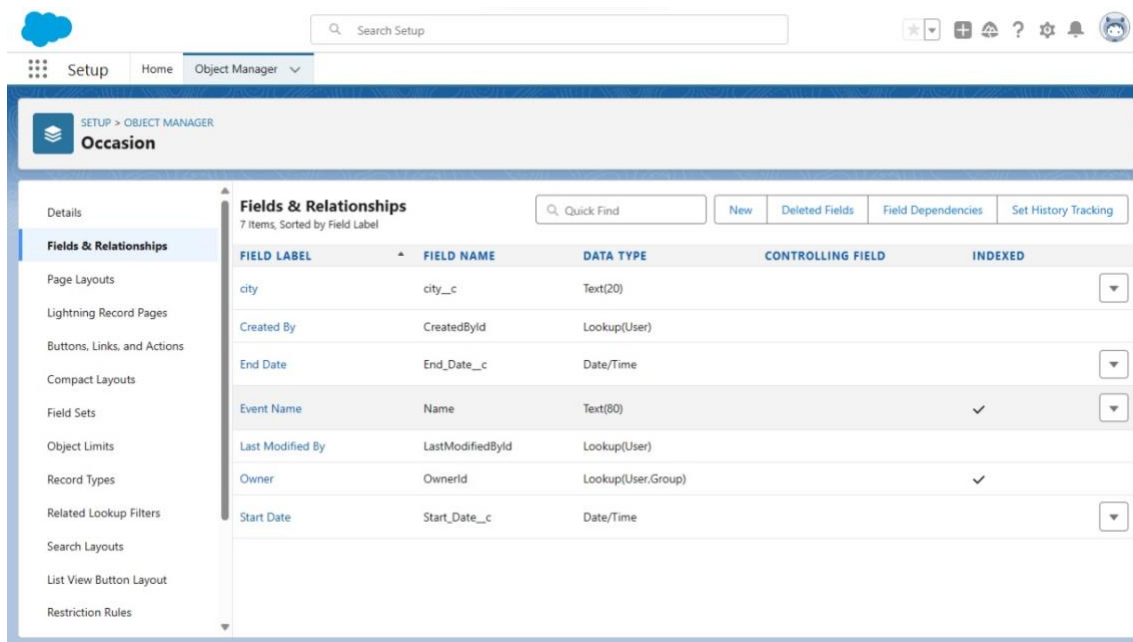 Search Setup
Setup Home Object Manager
SETUP > OBJECT MANAGER
Occasion
Details
Fields & Relationships
Page Layouts
Lightning Record Pages
Buttons, Links, and Actions
Compact Layouts
Field Sets
Object Limits
Record Types
Related Lookup Filters
Search Layouts
List View Button Layout
Restriction Rules
Fields & Relationships
7 Items, Sorted by Field Label
Quick Find New Deleted Fields Field Dependencies Set History Tracking
FIELD LABEL FIELD NAME DATA TYPE CONTROLLING FIELD INDEXED
city city__c Text(20)
Created By CreatedById Lookup(User)
End Date End_Date__c Date/Time
Event Name Name Text(80)
Last Modified By LastModifiedById Lookup(User)
Owner OwnerId Lookup(User,Group)
Start Date Start_Date__c Date/Time